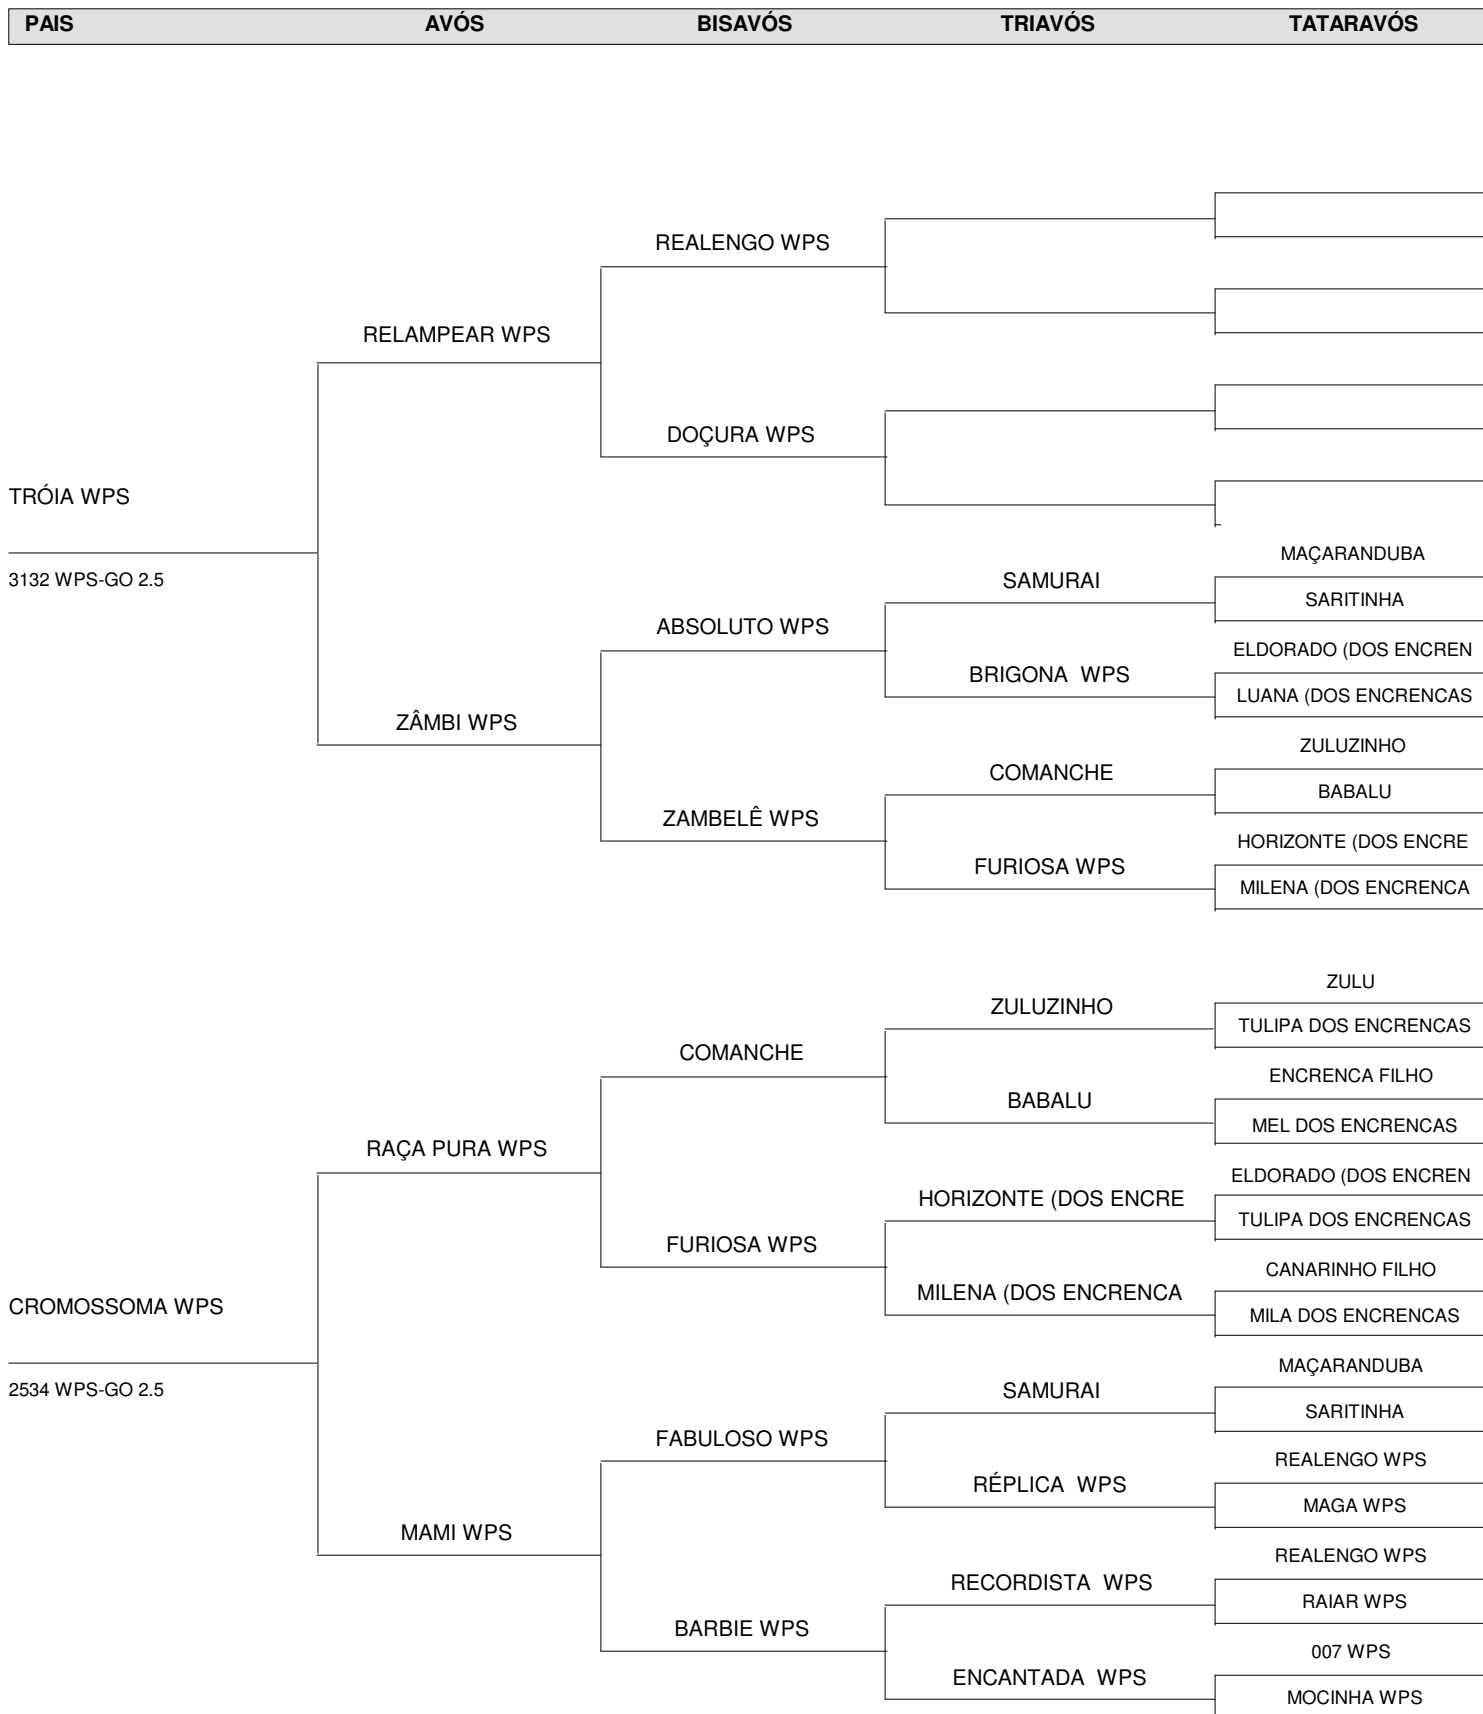 PAIS AVÓS BISAVÓS TRIAVÓS TATARAVÓS
REALENGO WPS
RELAMPEAR WPS
DOÇURA WPS
TRÓIA WPS
3132 WPS-GO 2.5
MAÇARANDUBA
SAMURAI
SARITINHA
ABSOLUTO WPS
ELDORADO (DOS ENCREN
BRIGONA WPS
LUANA (DOS ENCRENCAS
ZÂMBI WPS
ZULUZINHO
COMANCHE
BABALU
ZAMBELÊ WPS
HORIZONTE (DOS ENCRE
FURIOSA WPS
MILENA (DOS ENCRENCA
ZULU
ZULUZINHO
TULIPA DOS ENCRENCAS
COMANCHE
ENCRENCA FILHO
BABALU
MEL DOS ENCRENCAS
RAÇA PURA WPS
ELDORADO (DOS ENCREN
HORIZONTE (DOS ENCRE
TULIPA DOS ENCRENCAS
FURIOSA WPS
CANARINHO FILHO
MILENA (DOS ENCRENCA
MILA DOS ENCRENCAS
CROMOSSOMA WPS
2534 WPS-GO 2.5
MAÇARANDUBA
SAMURAI
SARITINHA
FABULOSO WPS
REALENGO WPS
RÉPLICA WPS
MAGA WPS
MAMI WPS
REALENGO WPS
RECORDISTA WPS
RAIAR WPS
BARBIE WPS
007 WPS
ENCANTADA WPS
MOCINHA WPS